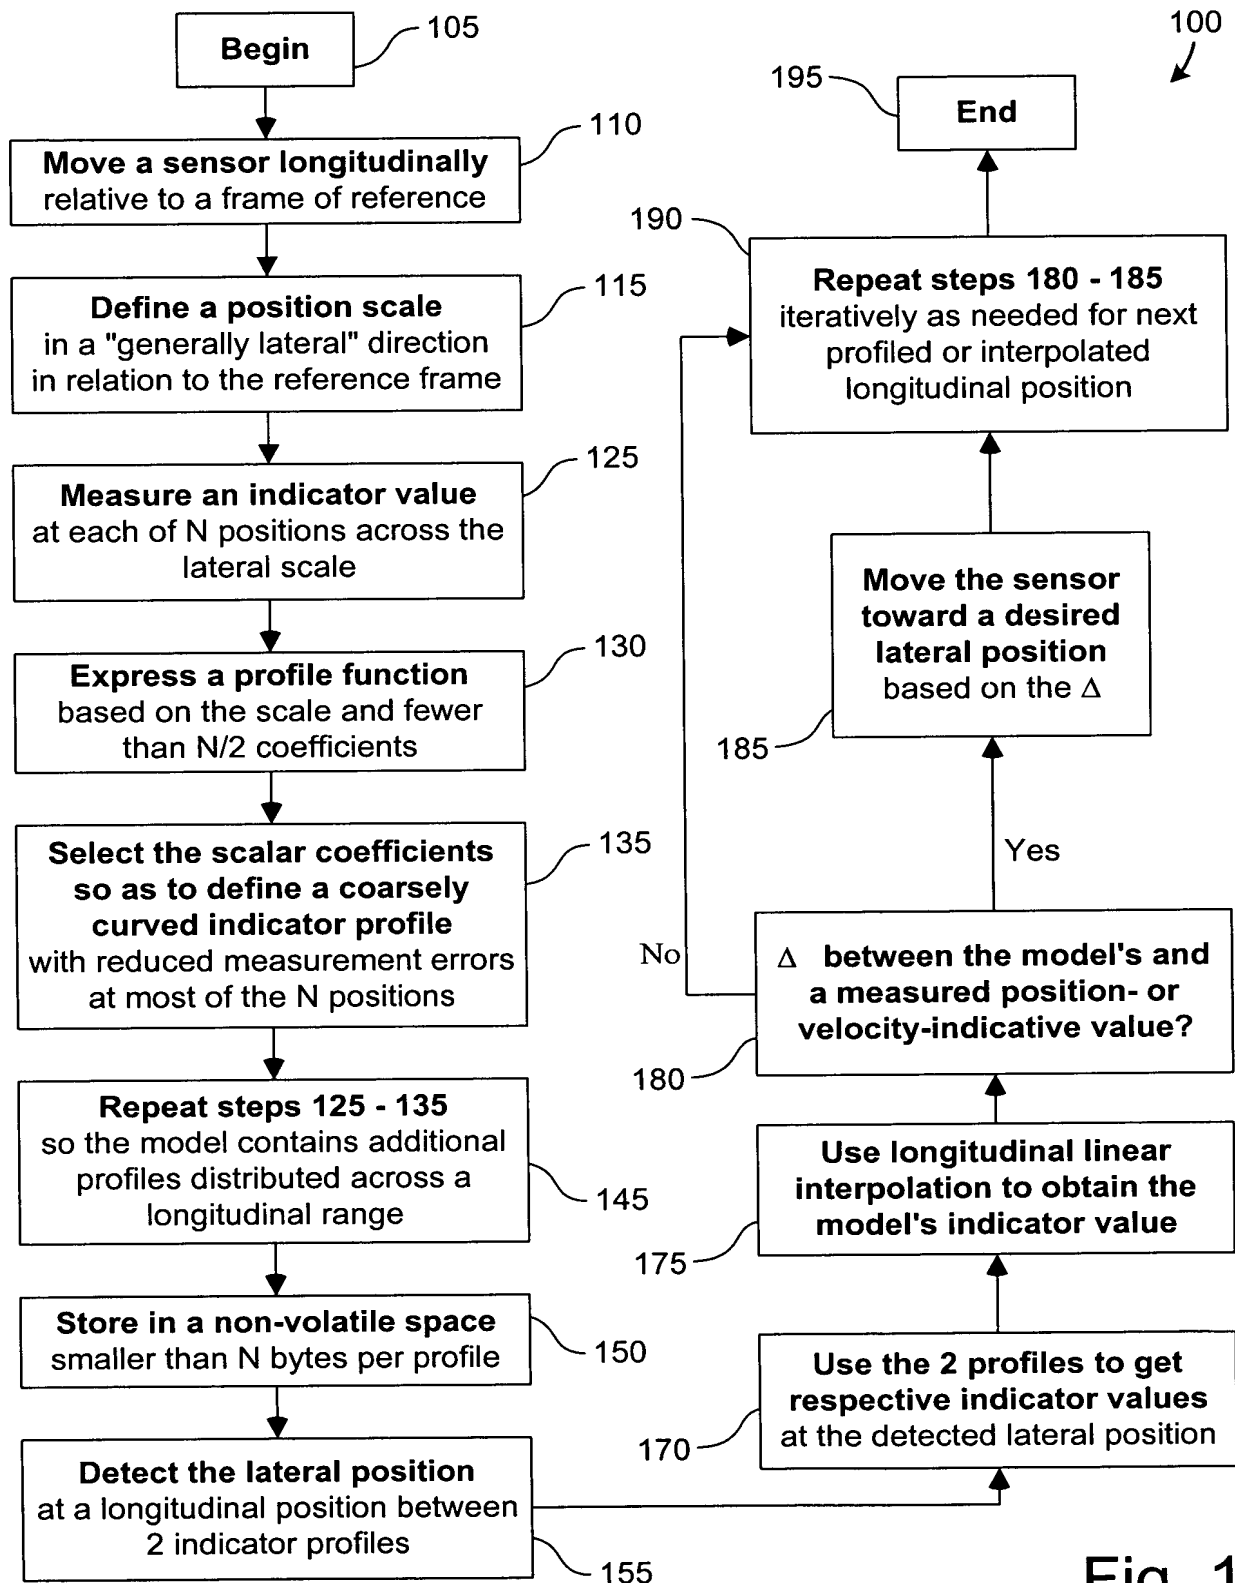 100
Begin
105
Move a sensor longitudinally
relative to a frame of reference
110
Define a position scale
in a "generally lateral" direction
in relation to the reference frame
115
Measure an indicator value
at each of N positions across the
lateral scale
125
Express a profile function
based on the scale and fewer
than N/2 coefficients
130
Select the scalar coefficients
so as to define a coarsely
curved indicator profile
with reduced measurement errors
at most of the N positions
135
Repeat steps 125 - 135
so the model contains additional
profiles distributed across a
longitudinal range
145
Store in a non-volatile space
smaller than N bytes per profile
150
Detect the lateral position
at a longitudinal position between
2 indicator profiles
155
Use the 2 profiles to get
respective indicator values
at the detected lateral position
170
Use longitudinal linear
interpolation to obtain the
model's indicator value
175
Δ between the model's and
a measured position- or
velocity-indicative value?
180
No
Yes
Move the sensor
toward a desired
lateral position
based on the Δ
185
Repeat steps 180 - 185
iteratively as needed for next
profiled or interpolated
longitudinal position
190
End
195
Fig. 1